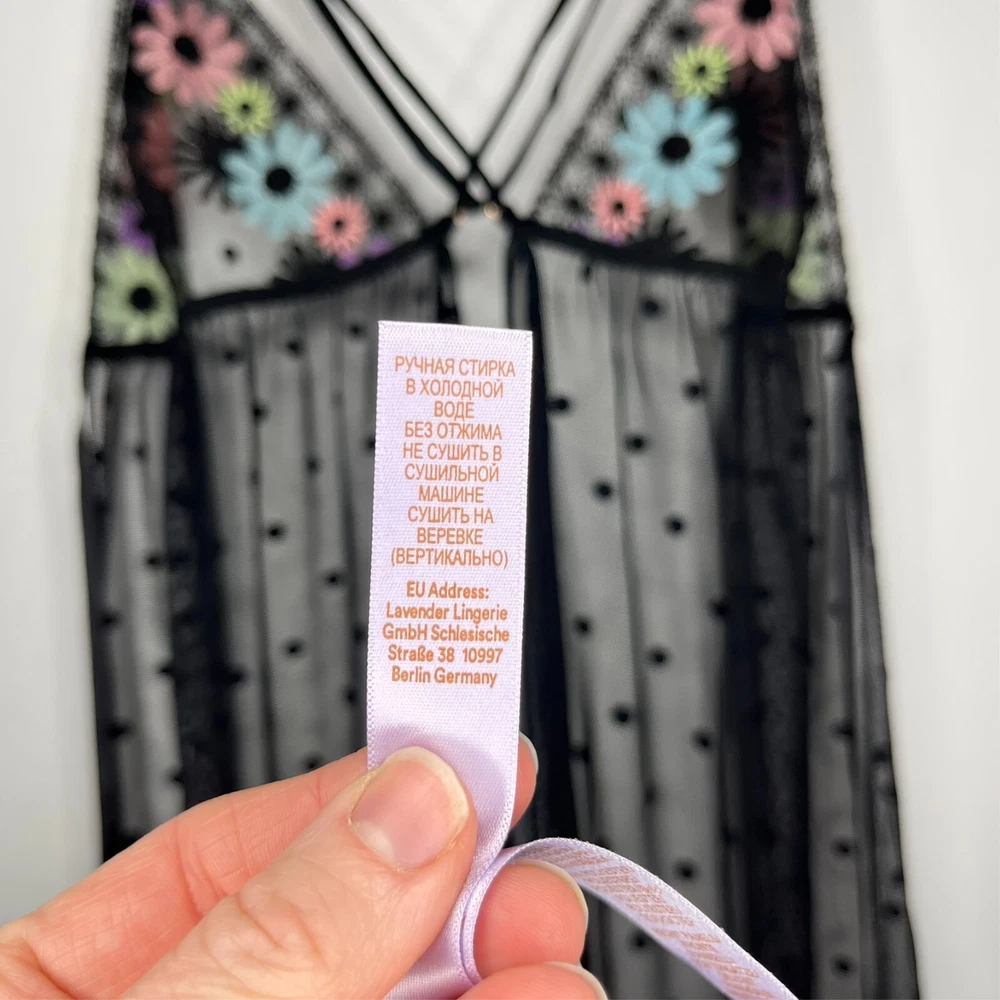 РУЧНАЯ СТИРКА
В ХОЛОДНОЙ
ВОДЕ
БЕЗ ОТЖИМА
НЕ СУШИТЬ В
СУШИЛЬНОЙ
МАШИНЕ
СУШИТЬ НА
ВЕРЕВКЕ
(ВЕРТИКАЛЬНО)
EU Address:
Lavender Lingerie
GmbH Schlesische
Straße 38 10997
Berlin Germany